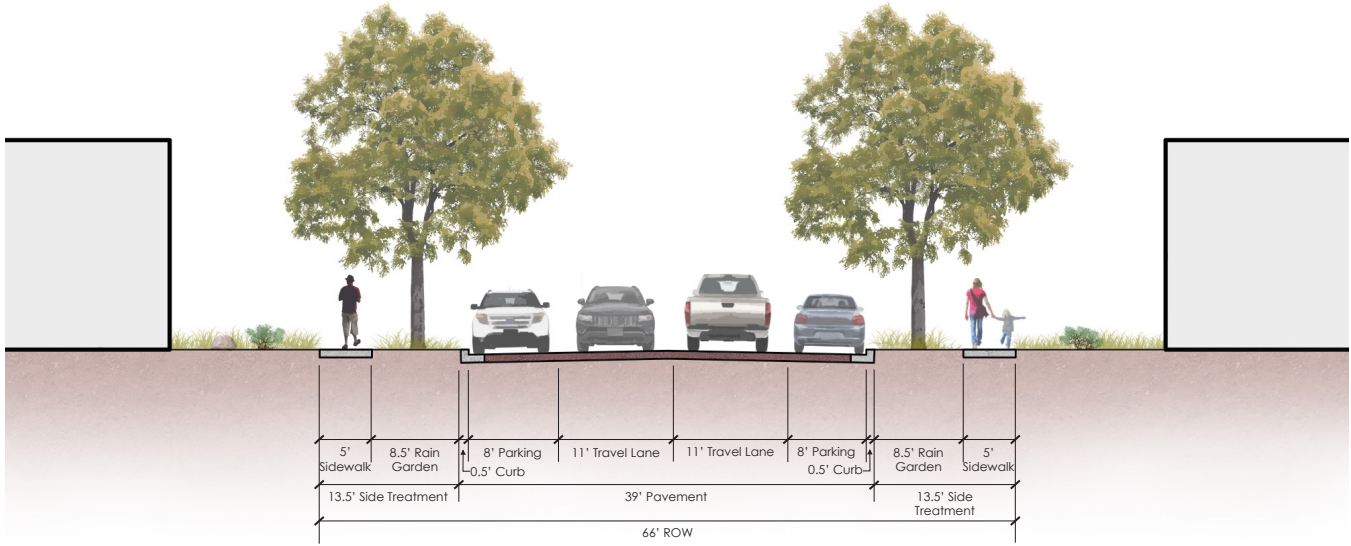 5'
Sidewalk
8.5' Rain
Garden
0.5' Curb
8' Parking
11' Travel Lane
11' Travel Lane
8' Parking
0.5' Curb
8.5' Rain
Garden
5'
Sidewalk
13.5' Side Treatment
39' Pavement
13.5' Side
Treatment
66' ROW